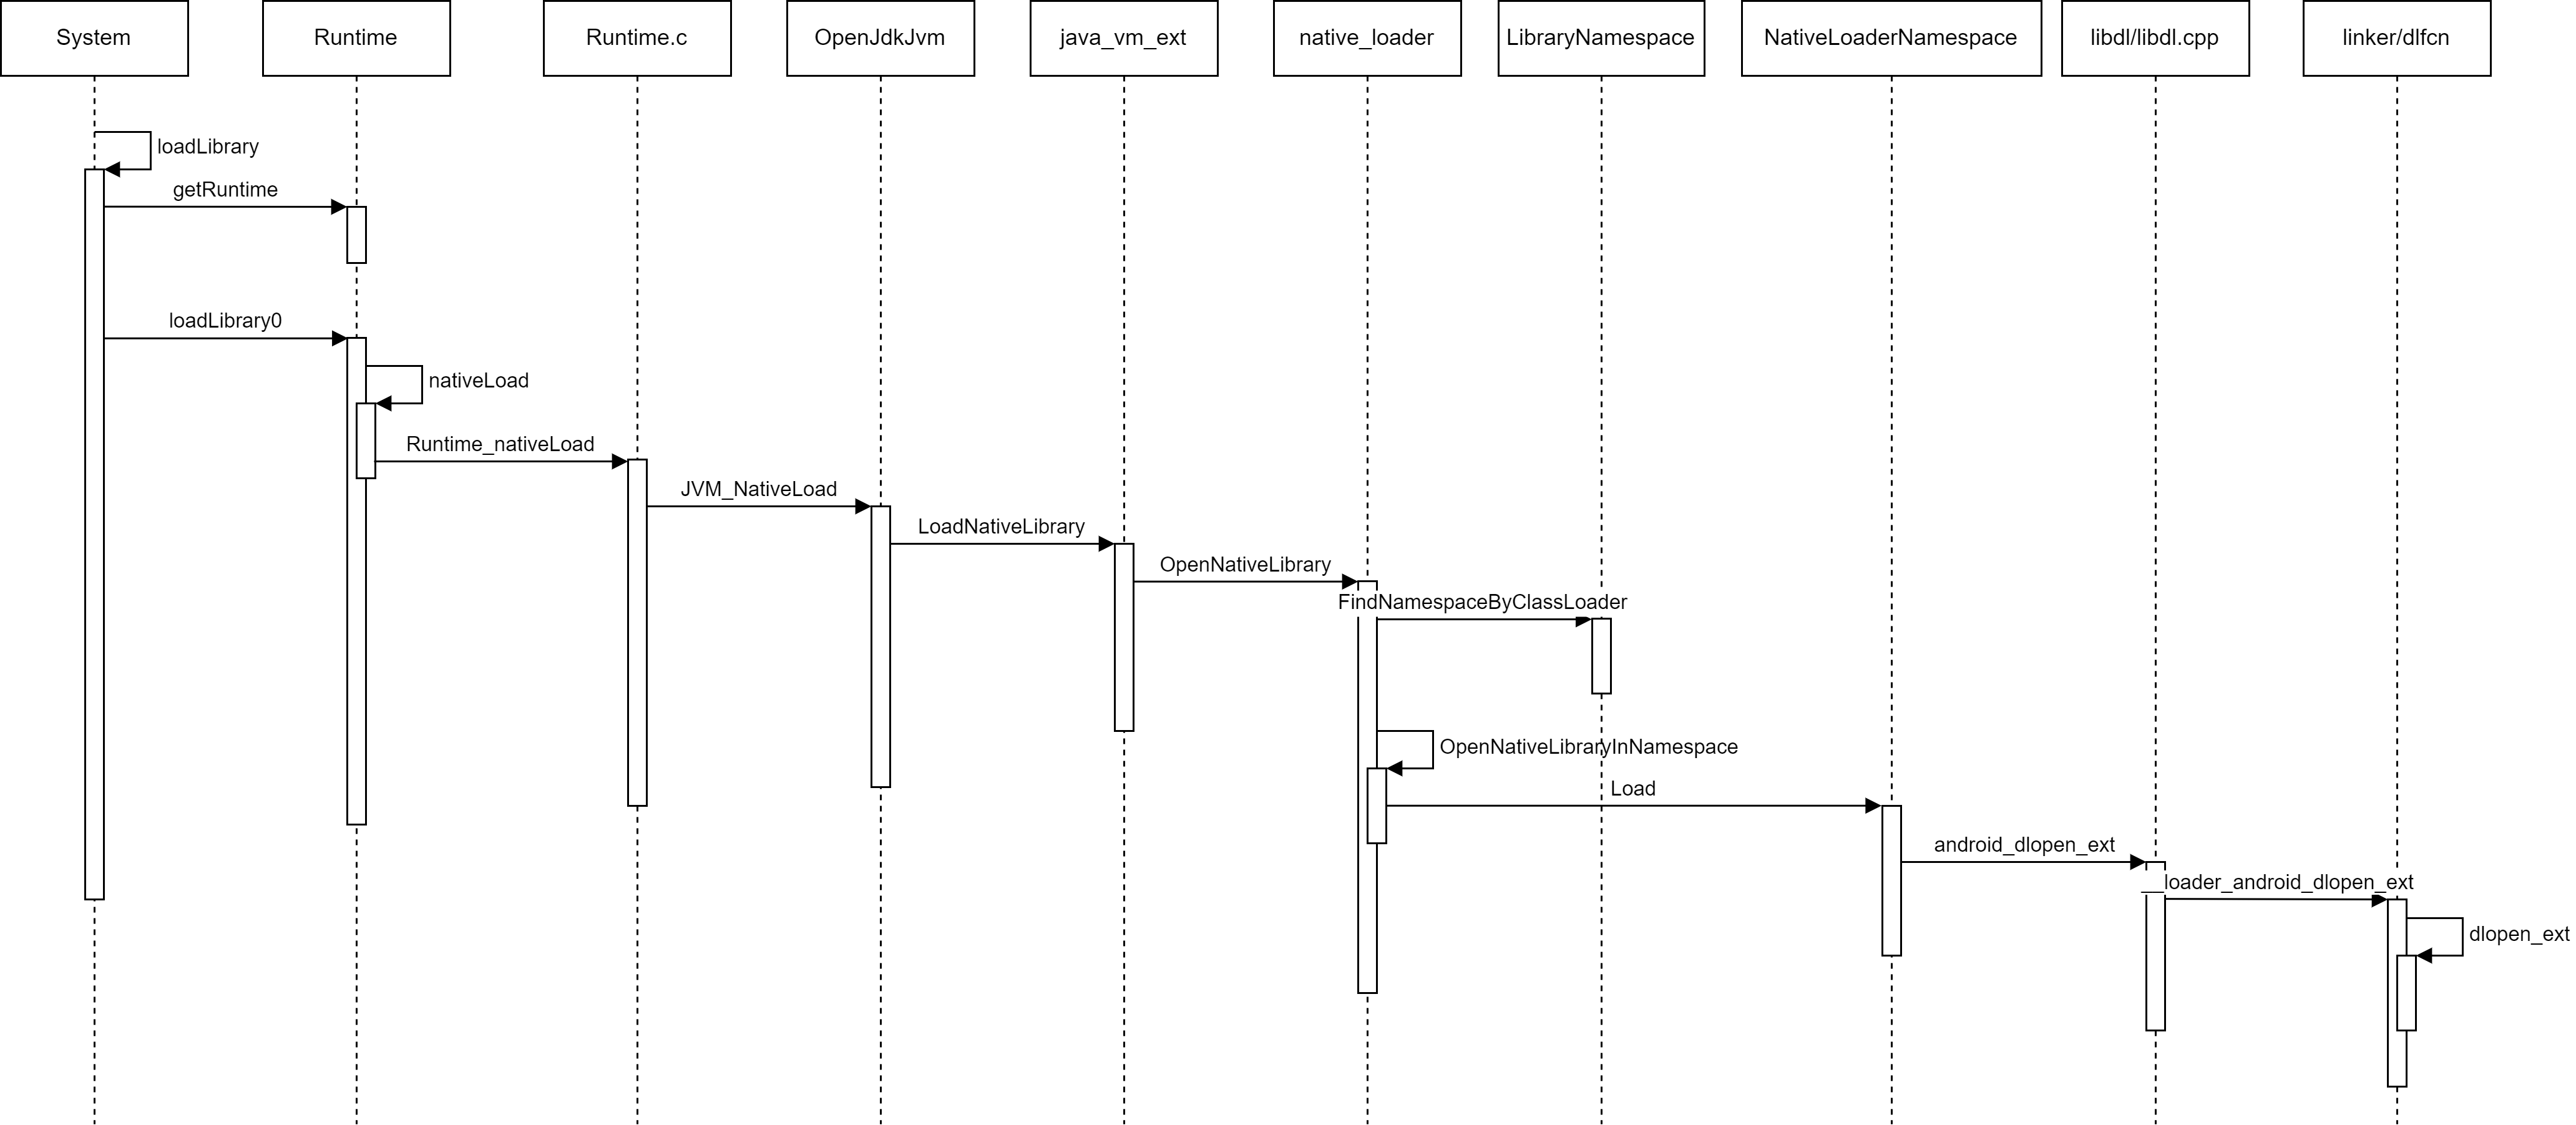 System
Runtime
Runtime.c
OpenJdkJvm
java_vm_ext
native_loader
LibraryNamespace
NativeLoaderNamespace
libdl/libdl.cpp
linker/dlfcn
loadLibrary
getRuntime
loadLibrary0
nativeLoad
Runtime_nativeLoad
JVM_NativeLoad
LoadNativeLibrary
OpenNativeLibrary
FindNamespaceByClassLoader
OpenNativeLibraryInNamespace
Load
android_dlopen_ext
__loader_android_dlopen_ext
dlopen_ext